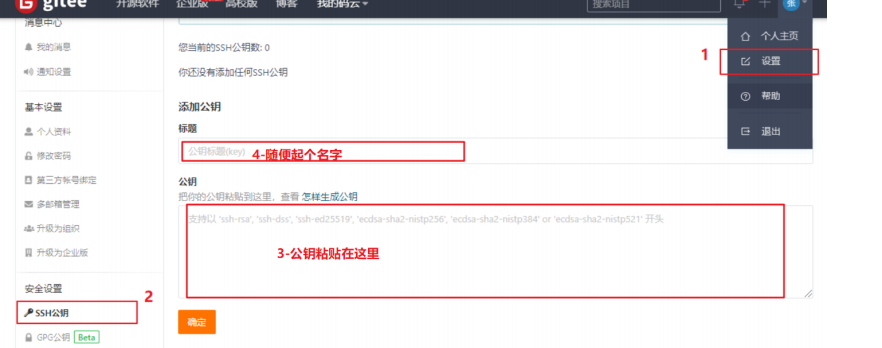 gitee 开源软件 企业版 高校版 博客 我的码云 搜索项目 张
消息中心
我的消息
通知设置
基本设置
个人资料
修改密码
第三方帐号绑定
多邮箱管理
升级为组织
升级为企业版
安全设置
SSH公钥
2
GPG公钥 Beta
您当前的SSH公钥数: 0
你还没有添加任何SSH公钥
添加公钥
标题
公钥标题(key) 4-随便起个名字
公钥
把你的公钥粘贴到这里，查看 怎样生成公钥
支持以 'ssh-rsa', 'ssh-dss', 'ssh-ed25519', 'ecdsa-sha2-nistp256', 'ecdsa-sha2-nistp384' or 'ecdsa-sha2-nistp521' 开头
3-公钥粘贴在这里
确定
个人主页
1
设置
帮助
退出